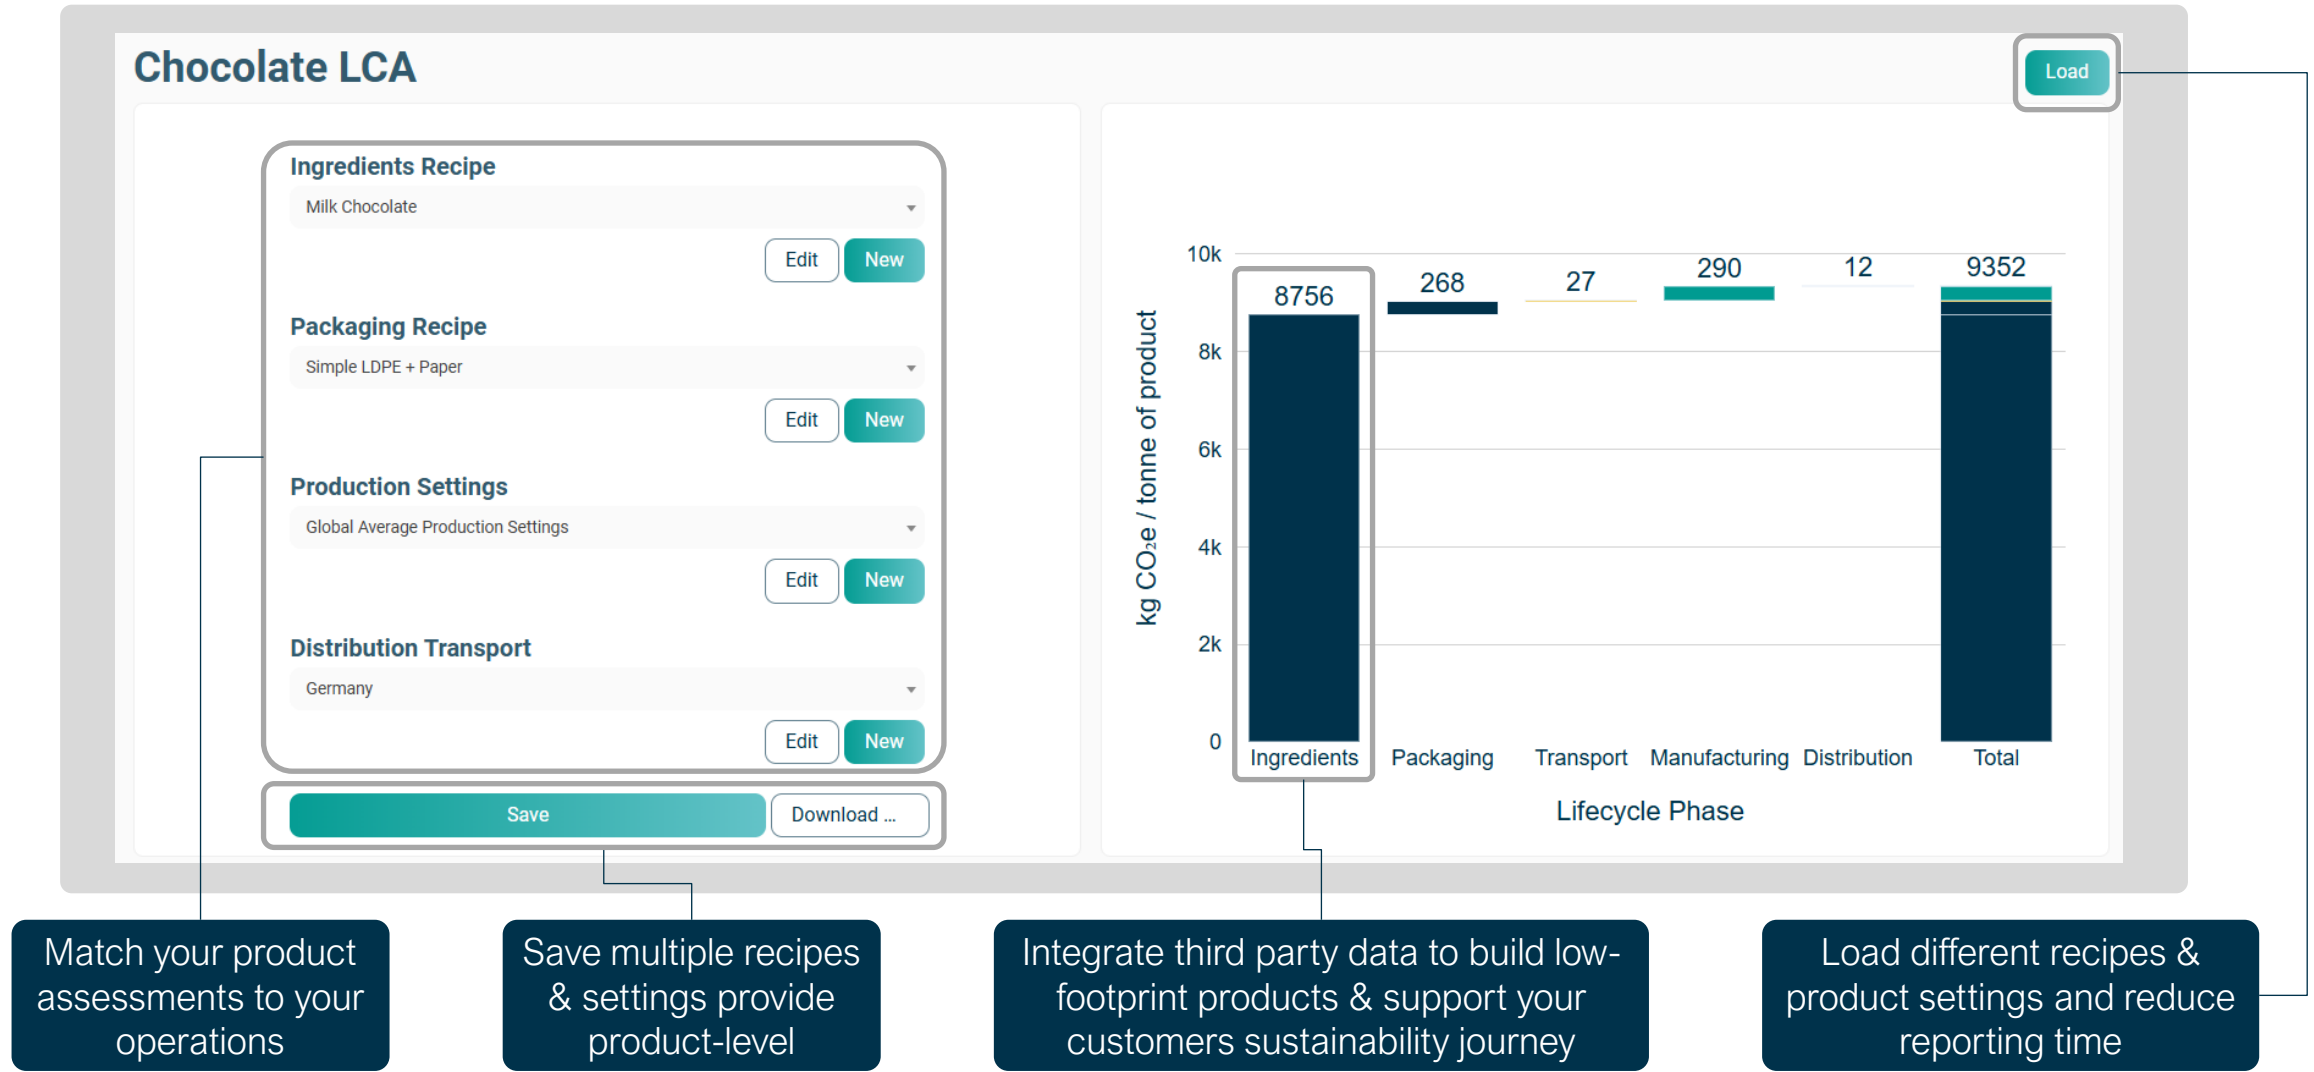 Chocolate LCA
Load
Ingredients Recipe
Milk Chocolate
Edit
New
Packaging Recipe
Simple LDPE + Paper
Edit
New
Production Settings
Global Average Production Settings
Edit
New
Distribution Transport
Germany
Edit
New
Save
Download ...
kg CO₂e / tonne of product
10k
8k
6k
4k
2k
0
8756
268
27
290
12
9352
Ingredients
Packaging
Transport
Manufacturing
Distribution
Total
Lifecycle Phase
Match your product
assessments to your
operations
Save multiple recipes
& settings provide
product-level
Integrate third party data to build low-
footprint products & support your
customers sustainability journey
Load different recipes &
product settings and reduce
reporting time